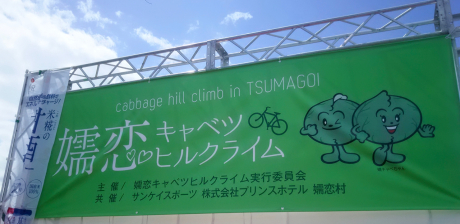 cabbage hill climb in TSUMAGOI
嬬恋キャベツ
ヒルクライム
主 催 / 嬬恋キャベツヒルクライム実行委員会
共 催 / サンケイスポーツ 株式会社プリンスホテル 嬬恋村
米糀の